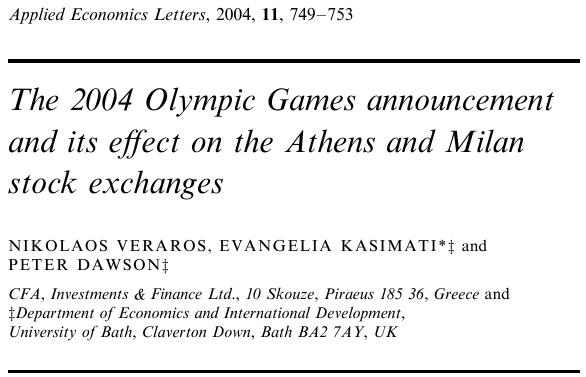 Applied Economics Letters, 2004, 11, 749–753
The 2004 Olympic Games announcement
and its effect on the Athens and Milan
stock exchanges
NIKOLAOS VERAROS, EVANGELIA KASIMATI*‡ and
PETER DAWSON‡
CFA, Investments & Finance Ltd., 10 Skouze, Piraeus 185 36, Greece and
‡Department of Economics and International Development,
University of Bath, Claverton Down, Bath BA2 7AY, UK